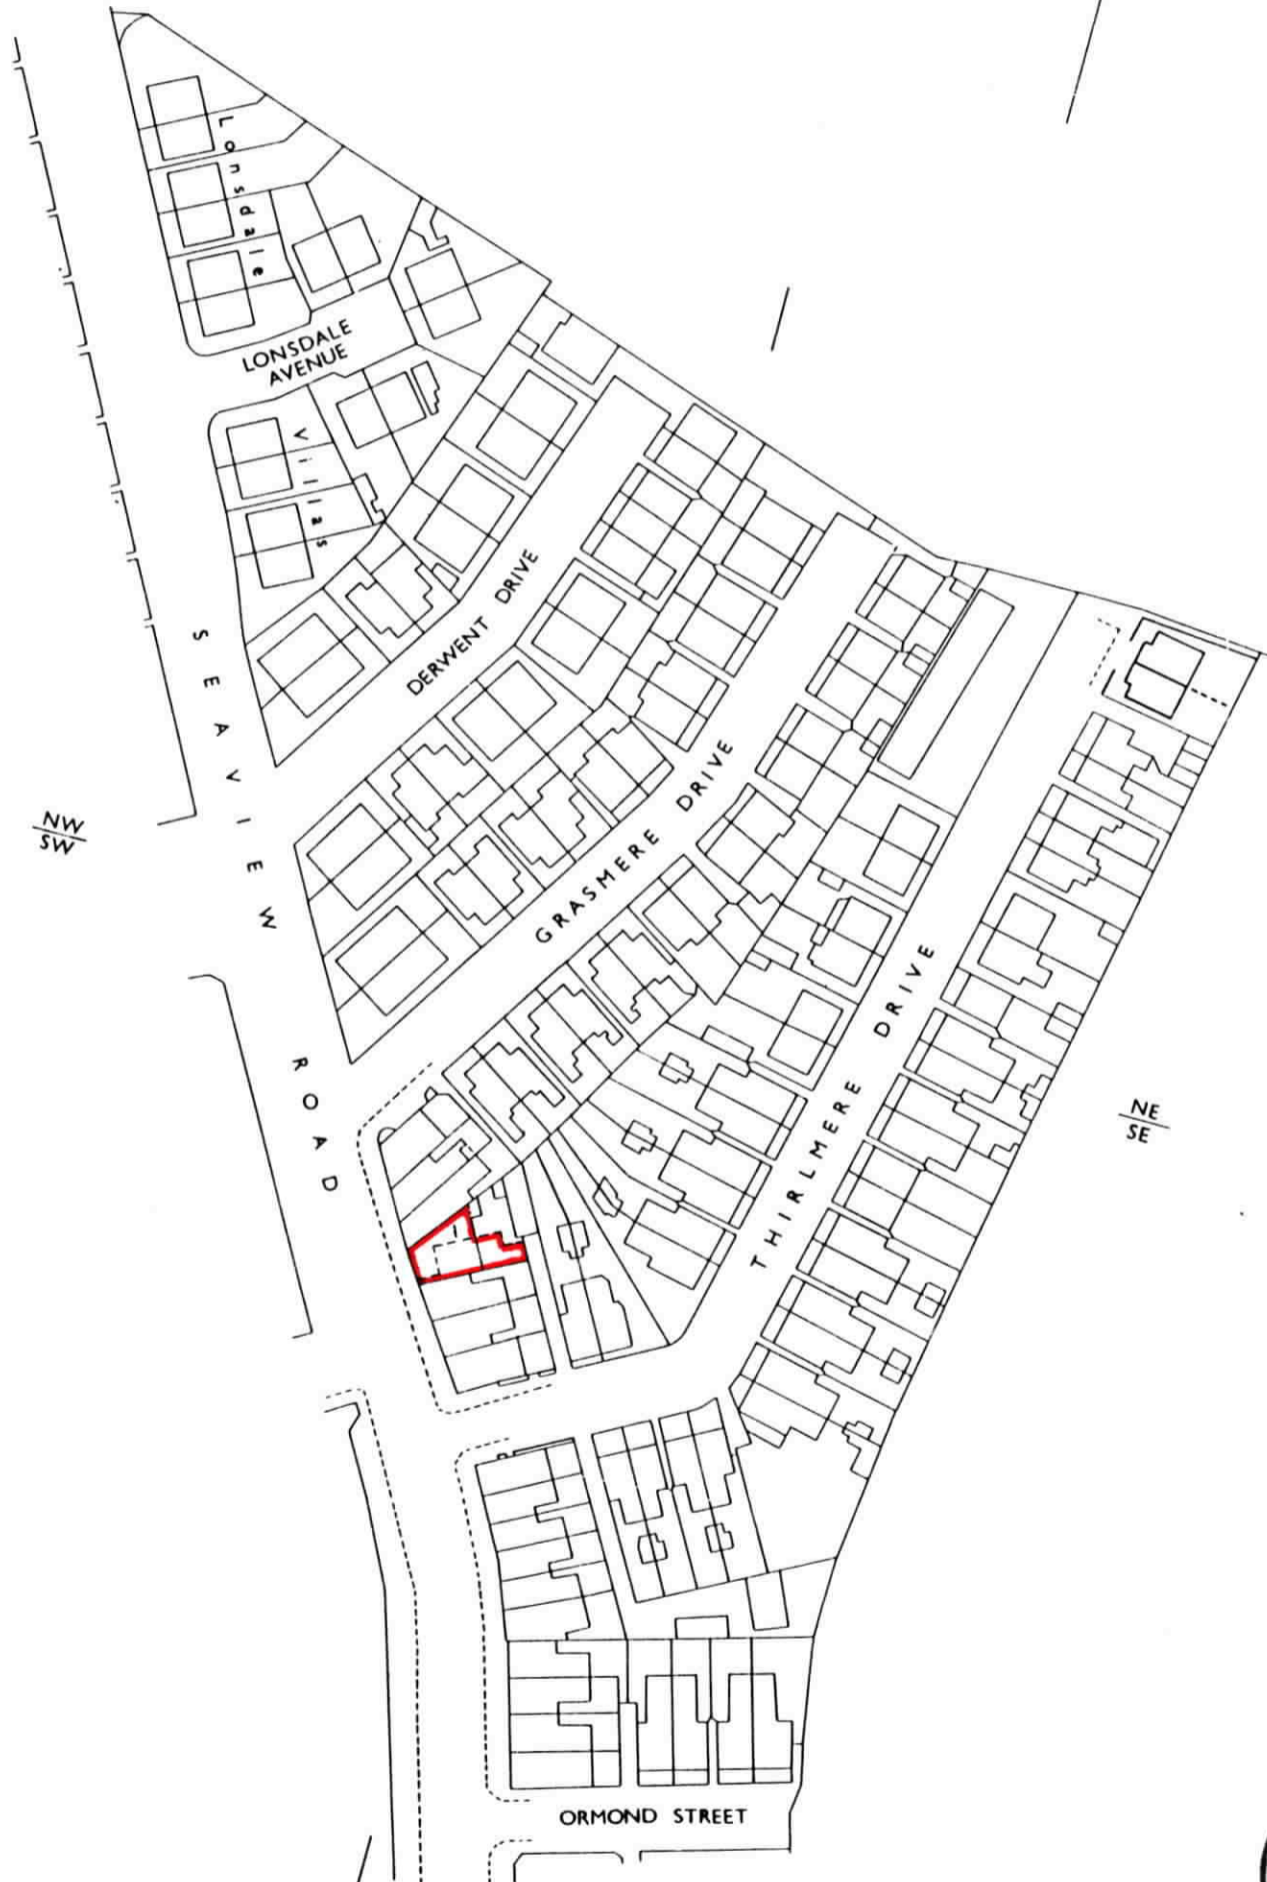 Lonsdale
LONSDALE
AVENUE
Villas
DERWENT DRIVE
SEAVIEW
ROAD
NW
SW
GRASMERE DRIVE
THIRLMERE DRIVE
NE
SE
ORMOND STREET